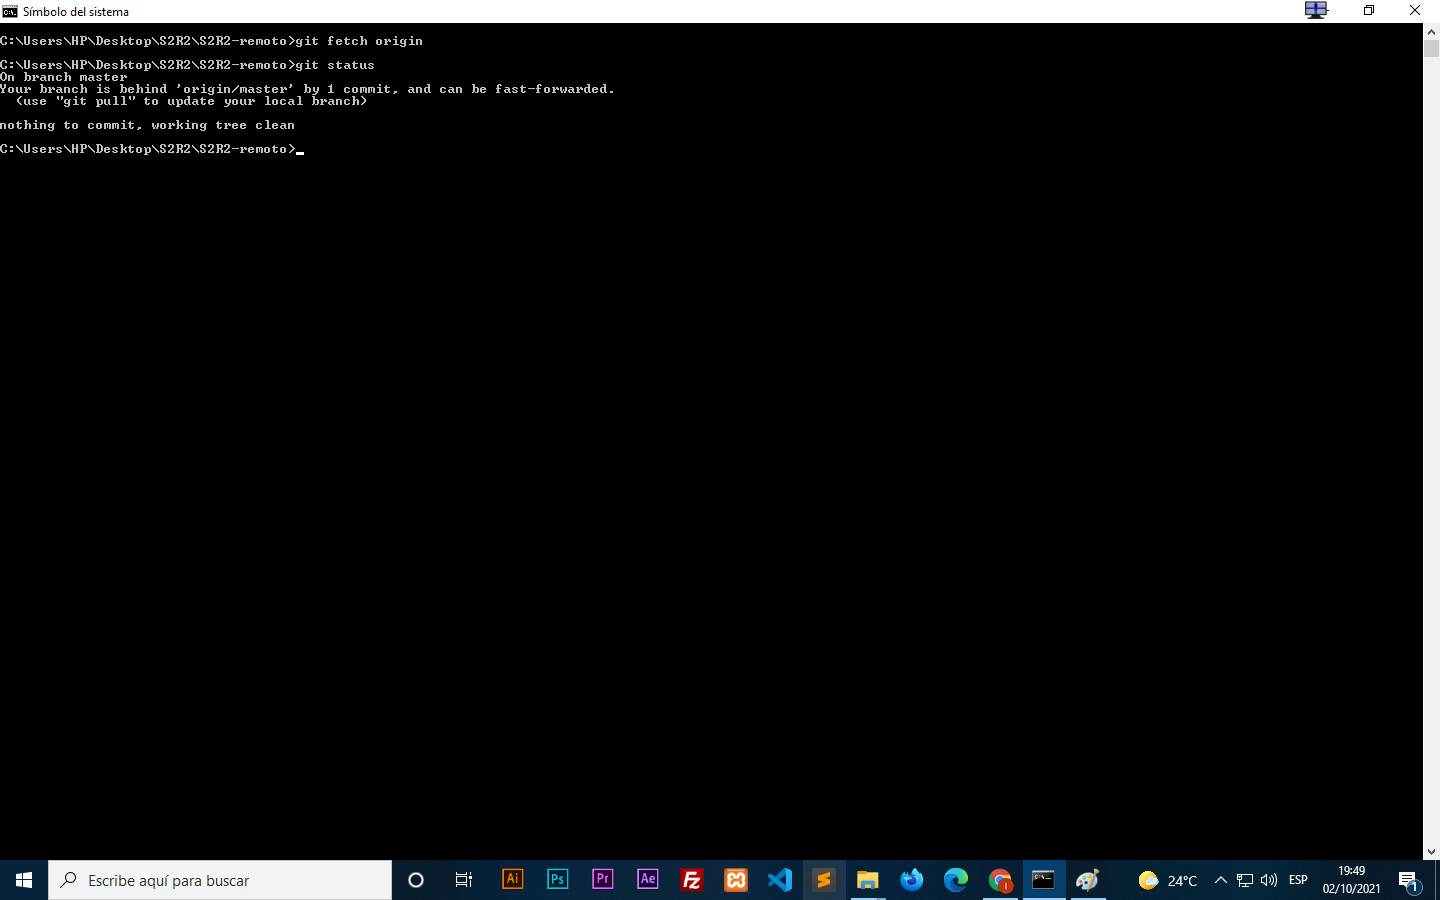 Símbolo del sistema
C:\Users\HP\Desktop\S2R2\S2R2-remoto>git fetch origin
C:\Users\HP\Desktop\S2R2\S2R2-remoto>git status
On branch master
Your branch is behind 'origin/master' by 1 commit, and can be fast-forwarded.
(use "git pull" to update your local branch)
nothing to commit, working tree clean
C:\Users\HP\Desktop\S2R2\S2R2-remoto>
Escribe aquí para buscar
Ai
Ps
Pr
Ae
Fz
24°C
ESP
19:49
02/10/2021
1